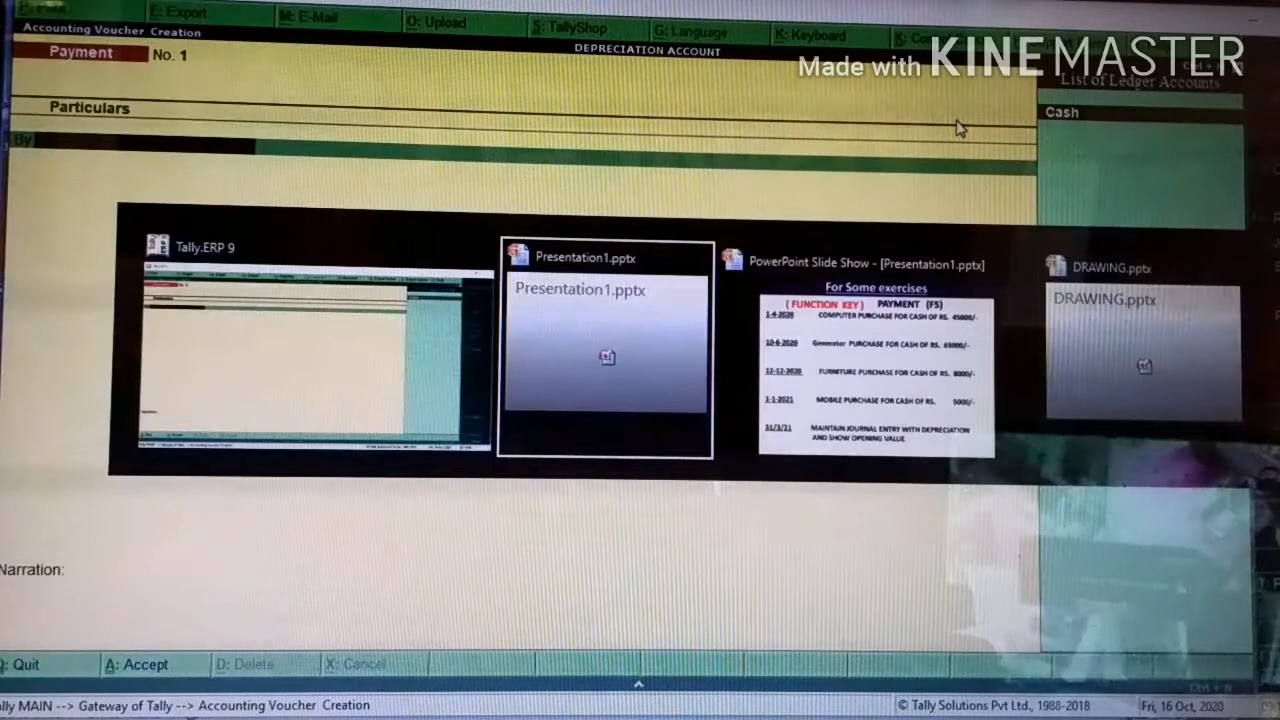 P: Print E: Export M: E-Mail O: Upload S: TallyShop G: Language K: Keyboard
Accounting Voucher Creation DEPRECIATION ACCOUNT
Made with KINEMASTER
Payment No. 1
List of Ledger Accounts
Particulars
Cash
By
Tally.ERP 9
Presentation1.pptx
Presentation1.pptx
PowerPoint Slide Show - [Presentation1.pptx]
For Some exercises
( FUNCTION KEY ) PAYMENT (F5)
1-4-2020 COMPUTER PURCHASE FOR CASH OF RS. 45000/-
10-6-2020 Generator PURCHASE FOR CASH OF RS. 65000/-
12-12-2020 FURNITURE PURCHASE FOR CASH OF RS. 8000/-
1-1-2021 MOBILE PURCHASE FOR CASH OF RS. 5000/-
31/3/21 MAINTAIN JOURNAL ENTRY WITH DEPRECIATION
AND SHOW OPENING VALUE
DRAWING.pptx
DRAWING.pptx
Narration:
Q: Quit A: Accept D: Delete X: Cancel
Ctrl + N
lly MAIN --> Gateway of Tally --> Accounting Voucher Creation © Tally Solutions Pvt Ltd., 1988-2018 Fri, 16 Oct, 2020